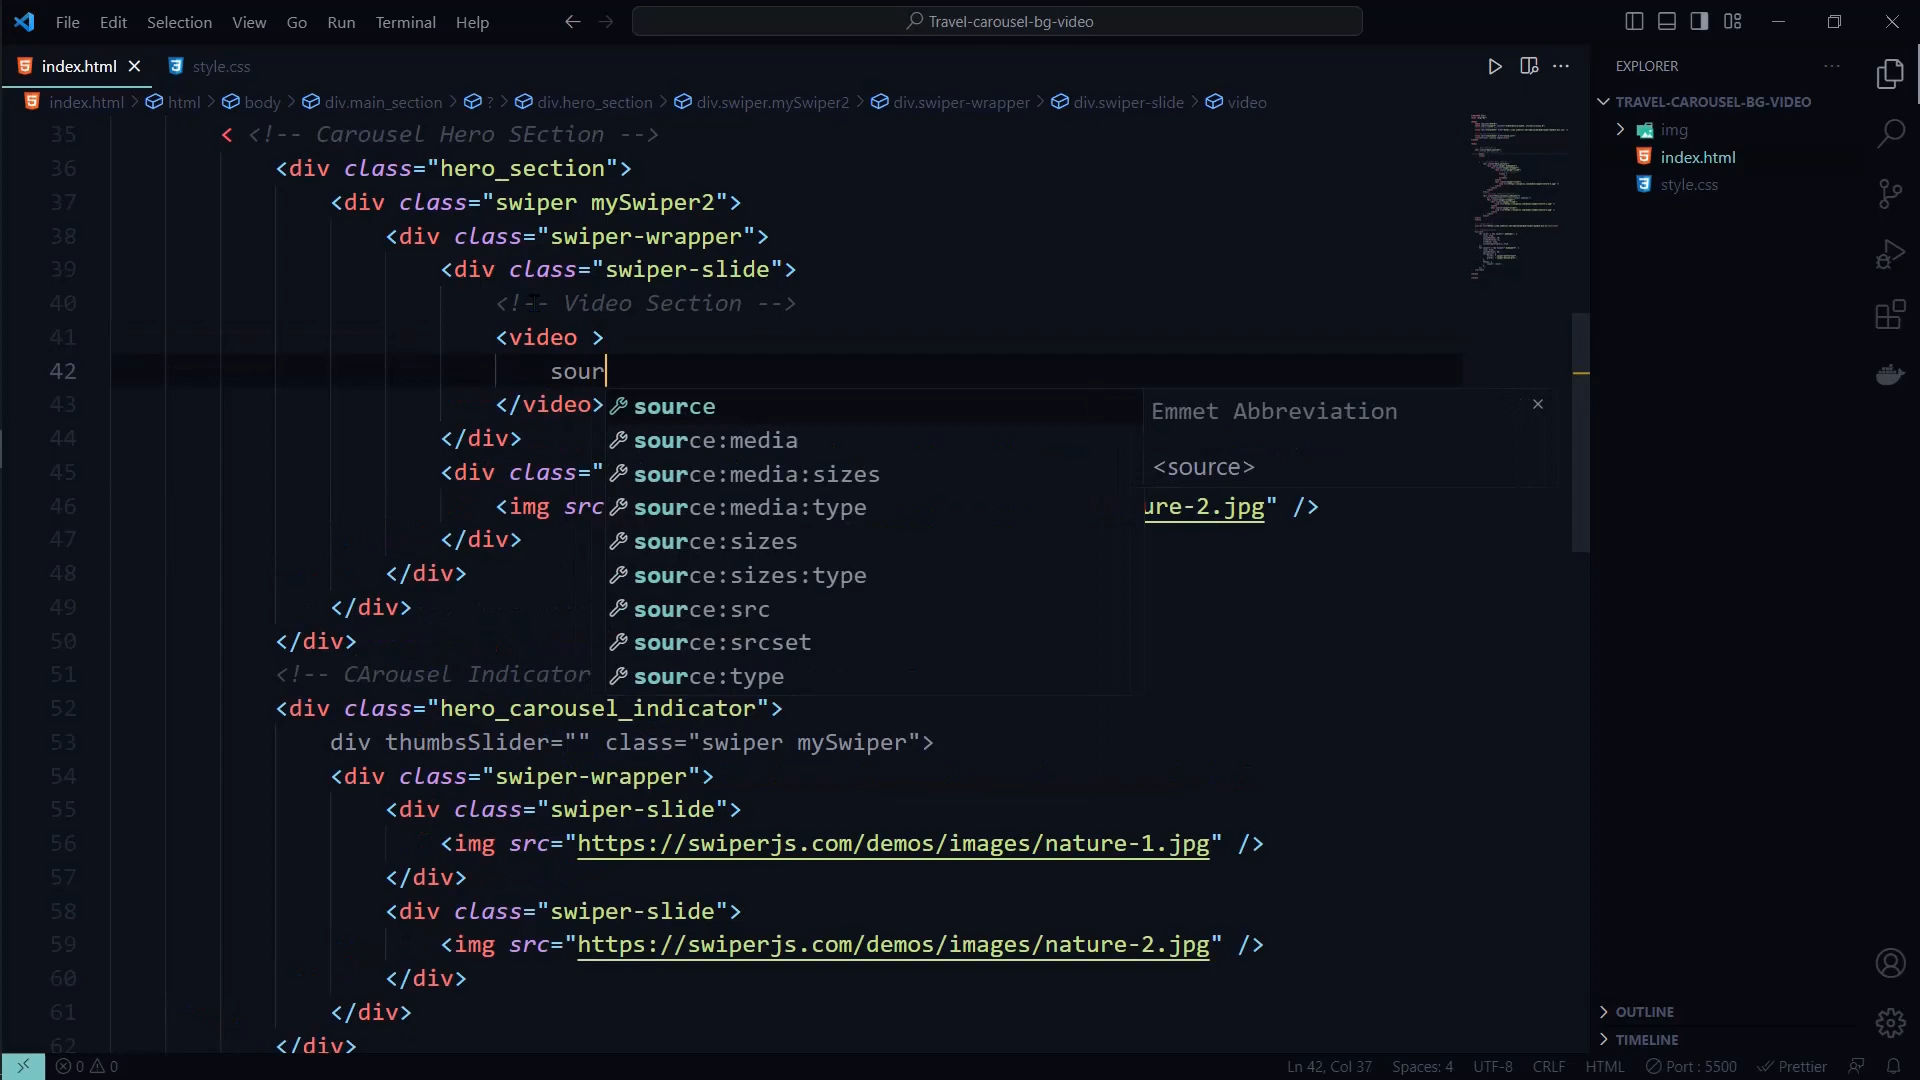 File Edit Selection View Go Run Terminal Help
Travel-carousel-bg-video
index.html
style.css
EXPLORER
index.html > html > body > div.main_section > ? > div.hero_section > div.swiper.mySwiper2 > div.swiper-wrapper > div.swiper-slide > video
TRAVEL-CAROUSEL-BG-VIDEO
img
index.html
style.css
35 < <!-- Carousel Hero SEction -->
36 <div class="hero_section">
37 <div class="swiper mySwiper2">
38 <div class="swiper-wrapper">
39 <div class="swiper-slide">
40 <!-- Video Section -->
41 <video >
42 sour
43 </video>
44 </div>
45 <div class="
46 <img src ure-2.jpg" />
47 </div>
48 </div>
49 </div>
50 </div>
51 <!-- CArousel Indicator
52 <div class="hero_carousel_indicator">
53 div thumbsSlider="" class="swiper mySwiper">
54 <div class="swiper-wrapper">
55 <div class="swiper-slide">
56 <img src="https://swiperjs.com/demos/images/nature-1.jpg" />
57 </div>
58 <div class="swiper-slide">
59 <img src="https://swiperjs.com/demos/images/nature-2.jpg" />
60 </div>
61 </div>
62 </div>
source
source:media
source:media:sizes
source:media:type
source:sizes
source:sizes:type
source:src
source:srcset
source:type
Emmet Abbreviation
<source>
OUTLINE
TIMELINE
0 0
Ln 42, Col 37 Spaces: 4 UTF-8 CRLF HTML Port : 5500 Prettier